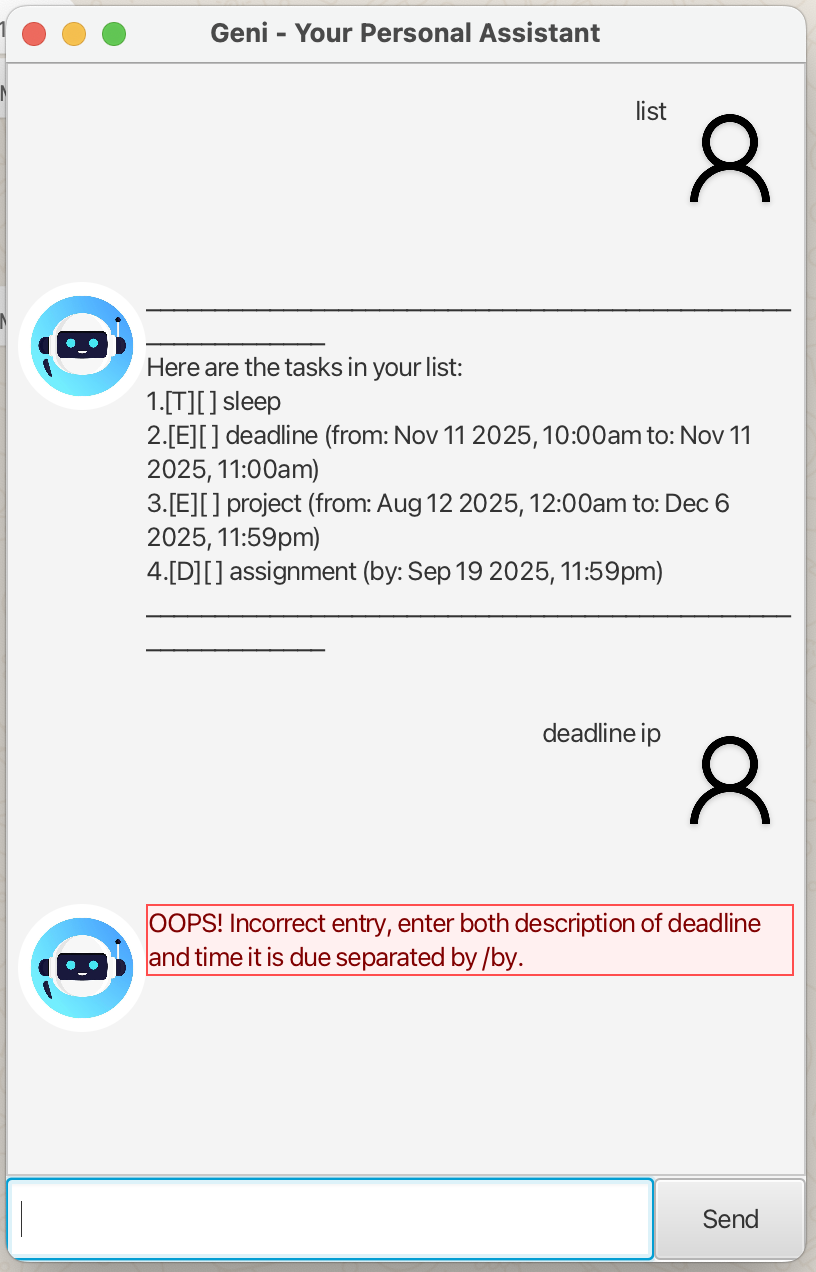 Geni - Your Personal Assistant
list
Here are the tasks in your list:
1.[T][ ] sleep
2.[E][ ] deadline (from: Nov 11 2025, 10:00am to: Nov 11
2025, 11:00am)
3.[E][ ] project (from: Aug 12 2025, 12:00am to: Dec 6
2025, 11:59pm)
4.[D][ ] assignment (by: Sep 19 2025, 11:59pm)
deadline ip
OOPS! Incorrect entry, enter both description of deadline
and time it is due separated by /by.
Send